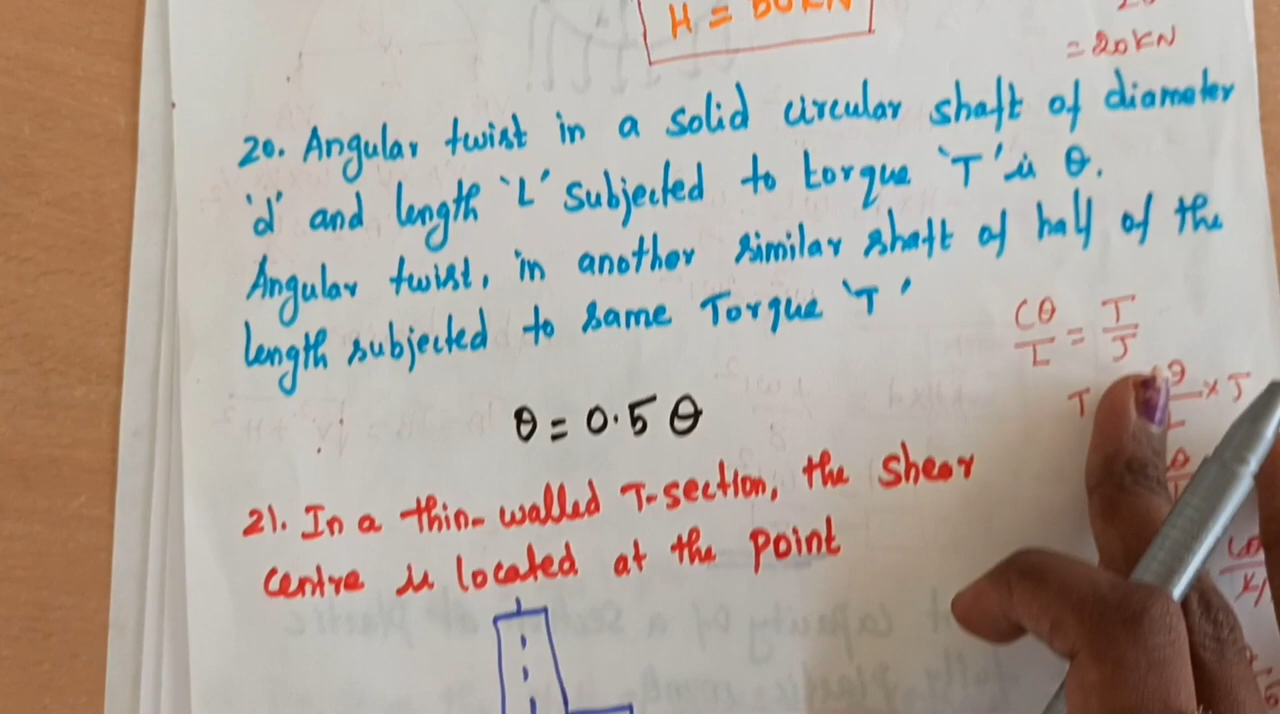 H = 80KN
= 20KN
20. Angular twist in a solid circular shaft of diameter
'd' and length 'L' subjected to torque 'T' is θ.
Angular twist, in another similar shaft of half of the
length subjected to same Torque 'T'
Cθ/L = T/J
T
× J
θ = 0.5 θ
21. In a thin-walled T-section, the shear
centre is located at the point